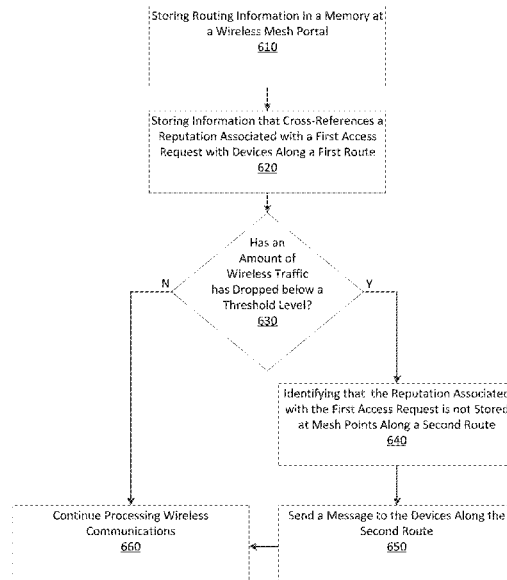 Storing Routing Information in a Memory at
a Wireless Mesh Portal
610
Storing Information that Cross-References a
Reputation Associated with a First Access
Request with Devices Along a First Route
620
Has an
Amount of
Wireless Traffic
has Dropped below a
Threshold Level?
630
N
Y
Identifying that the Reputation Associated
with the First Access Request is not Stored
at Mesh Points Along a Second Route
640
Continue Processing Wireless
Communications
660
Send a Message to the Devices Along the
Second Route
650